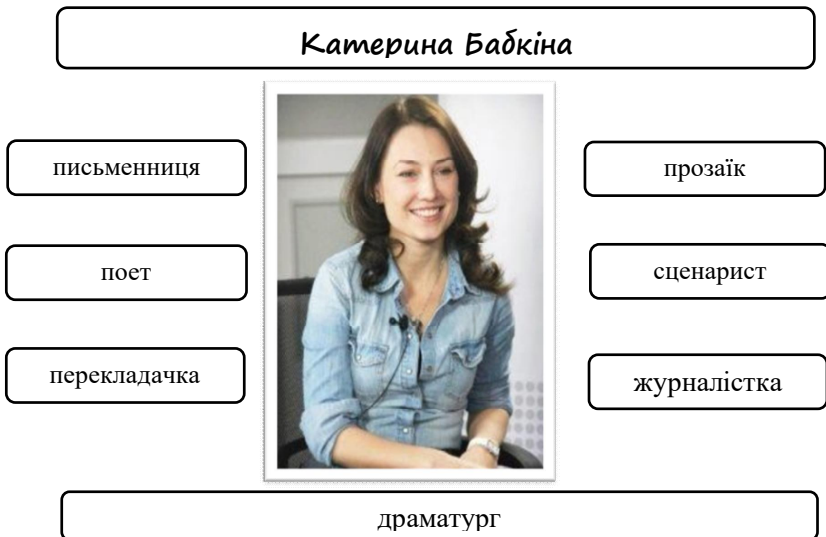 Катерина Бабкіна
письменниця
прозаїк
поет
сценарист
перекладачка
журналістка
драматург